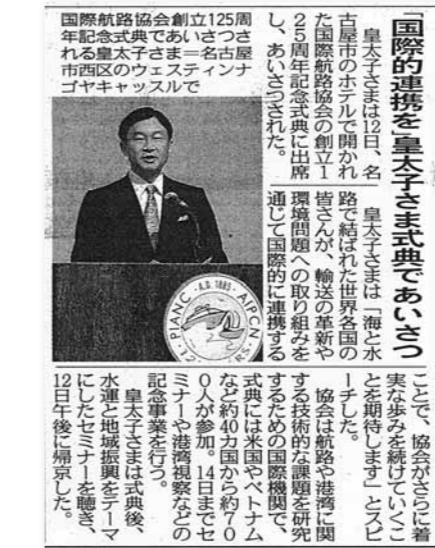 「国際的連携を」皇太子さま式典であいさつ
皇太子さまは12日、名
古屋市のホテルで開かれ
た国際航路協会の創立1
25周年記念式典に出席
し、あいさつされた。
皇太子さまは「海と水
路で結ばれた世界各国の
皆さんが、輸送の革新や
環境問題への取り組みを
通じて国際的に連携する
ことで、協会がさらに着
実な歩みを続けていくこ
とを期待します」とスピ
ーチした。
協会は航路や港湾に関
する技術的な課題を研究
するための国際機関で、
式典には米国やベトナム
など約40カ国から約70
0人が参加。14日までセ
ミナーや港湾視察などの
記念事業を行う。
皇太子さまは式典後、
水運と地域振興をテーマ
にしたセミナーを聴き、
12日午後に帰京した。
国際航路協会創立125周
年記念式典であいさつさ
れる皇太子さま＝名古屋
市西区のウェスティンナ
ゴヤキャッスルで
PIANC · A.D. 1885 · AIPCN
YEARS